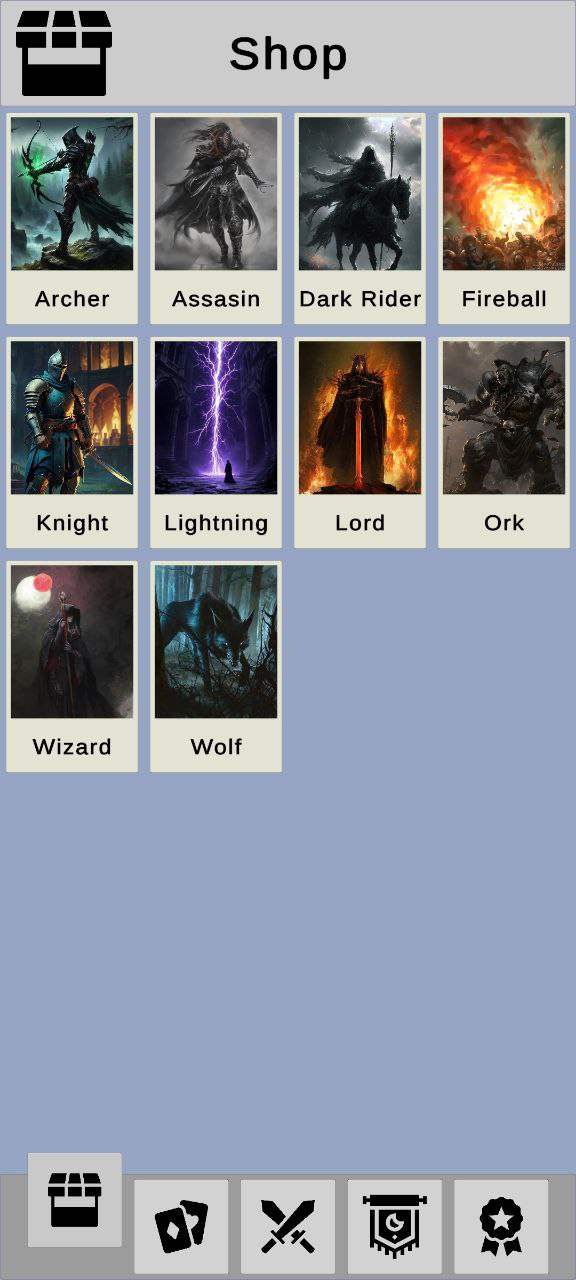 Shop
Archer
Assasin
Dark Rider
Fireball
Knight
Lightning
Lord
Ork
Wizard
Wolf